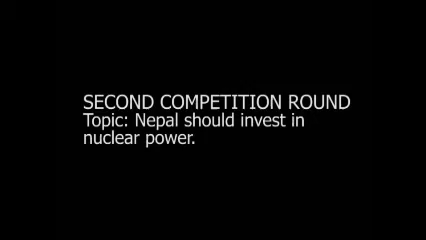 SECOND COMPETITION ROUND
Topic: Nepal should invest in
nuclear power.